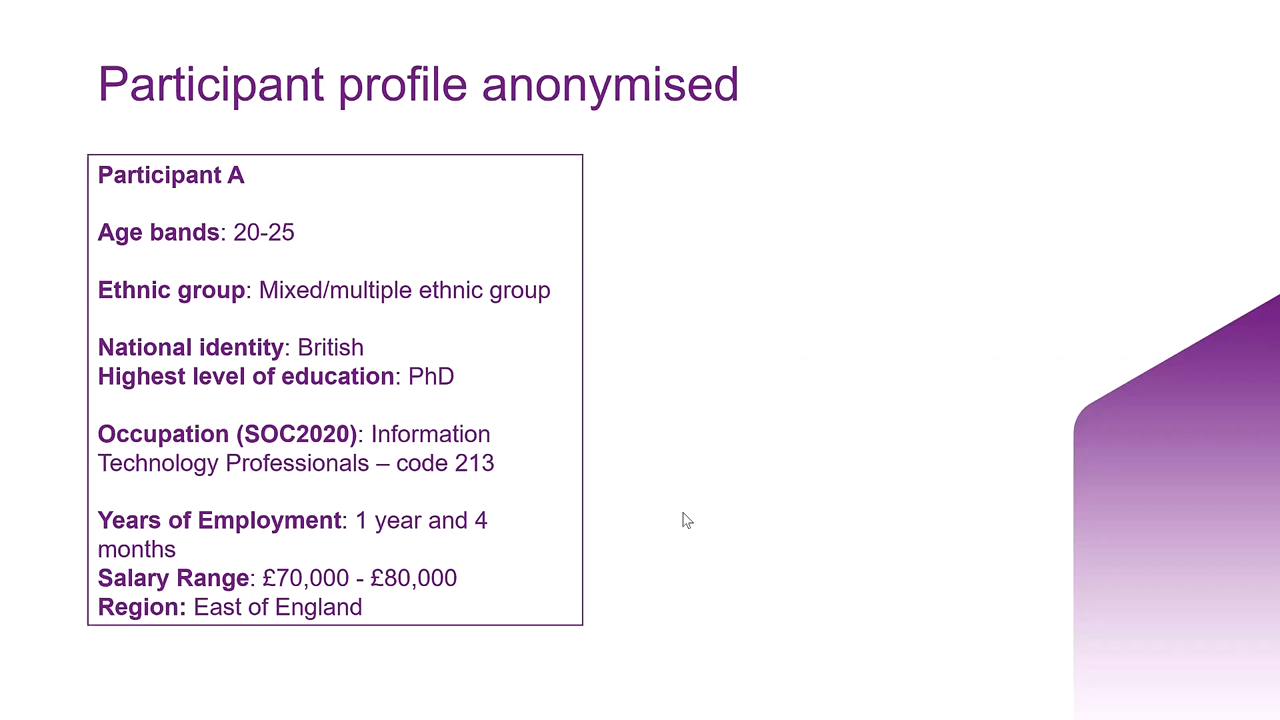 Participant profile anonymised
Participant A
Age bands: 20-25
Ethnic group: Mixed/multiple ethnic group
National identity: British
Highest level of education: PhD
Occupation (SOC2020): Information
Technology Professionals – code 213
Years of Employment: 1 year and 4
months
Salary Range: £70,000 - £80,000
Region: East of England